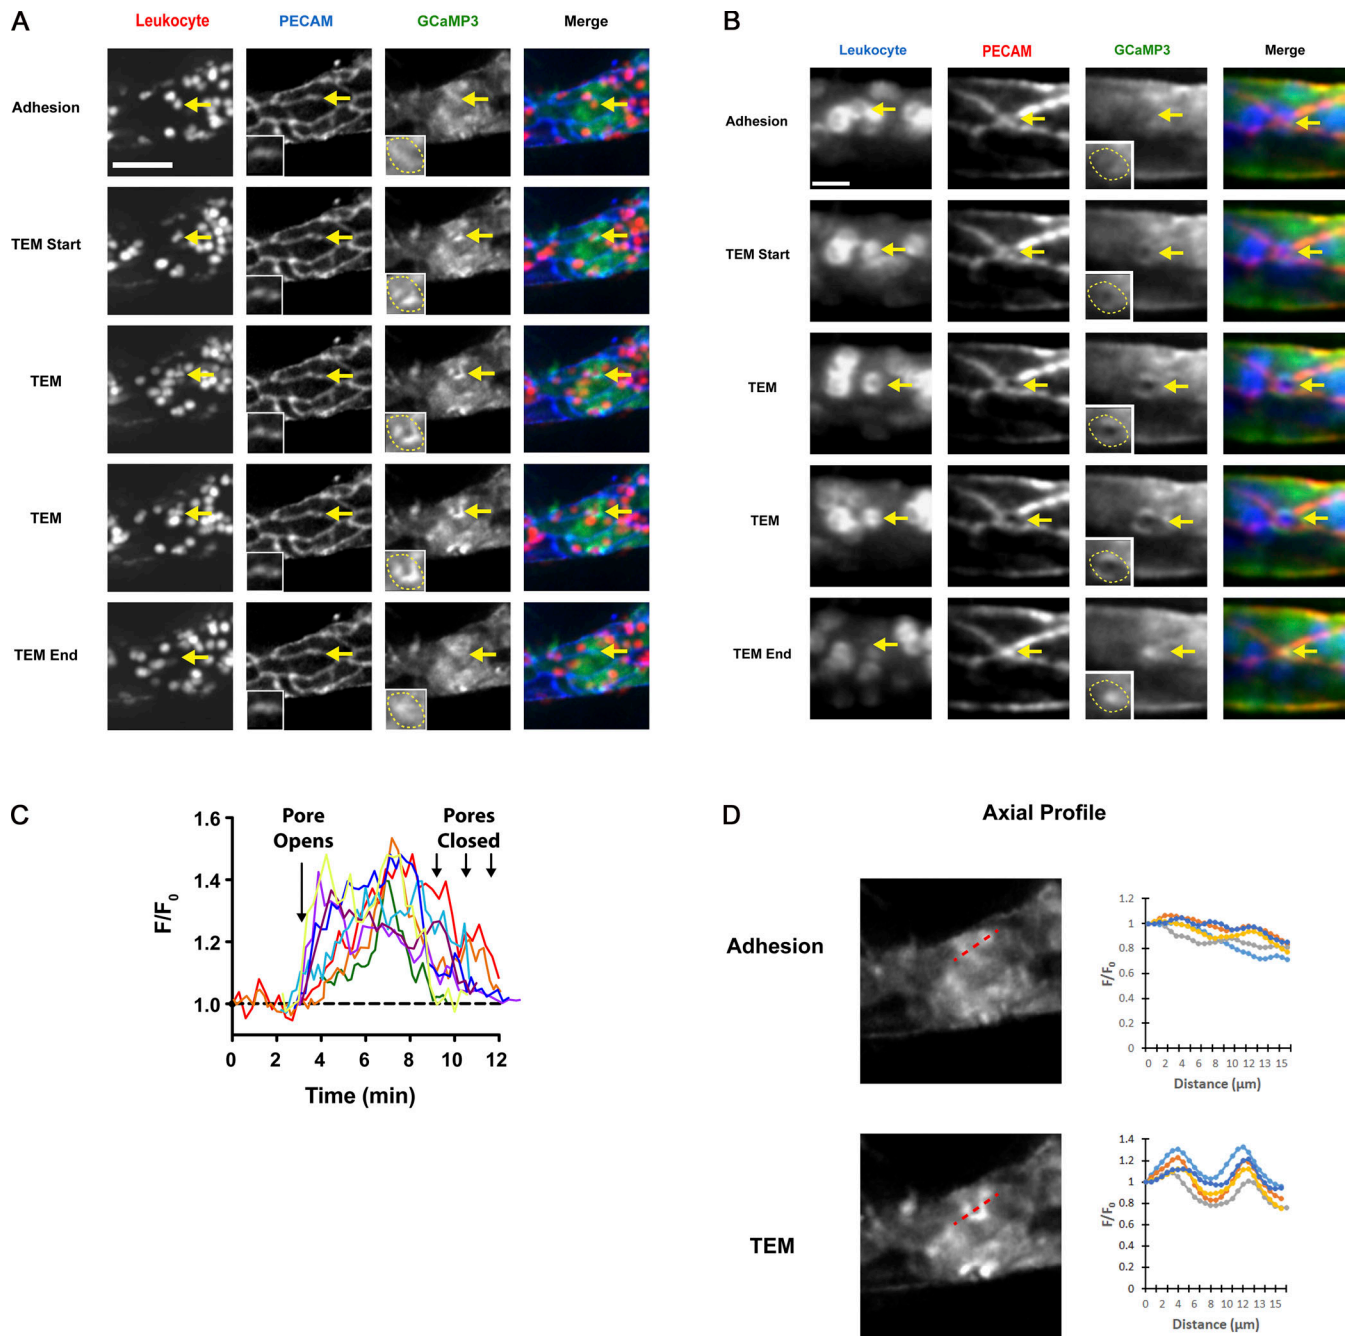 A
Leukocyte PECAM GCaMP3 Merge
Adhesion
TEM Start
TEM
TEM
TEM End
B
Leukocyte PECAM GCaMP3 Merge
Adhesion
TEM Start
TEM
TEM
TEM End
C
Pore Pores
Opens Closed
1.6
1.4
1.2
1.0
F/F0
0 2 4 6 8 10 12
Time (min)
D
Axial Profile
Adhesion
1.2
1
0.8
0.6
0.4
0.2
0
F/F0
0 2 4 6 8 10 12 13 15
Distance (µm)
TEM
1.4
1.2
1
0.8
0.6
0.4
0.2
0
F/F0
0 2 4 6 8 10 12 13 15
Distance (µm)